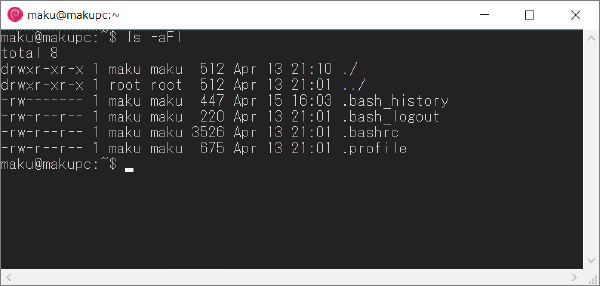 maku@makupc: ~
maku@makupc:~$ ls -aFl
total 8
drwxr-xr-x 1 maku maku  512 Apr 13 21:10 ./
drwxr-xr-x 1 root root  512 Apr 13 21:01 ../
-rw------- 1 maku maku  447 Apr 15 16:03 .bash_history
-rw-r--r-- 1 maku maku  220 Apr 13 21:01 .bash_logout
-rw-r--r-- 1 maku maku 3526 Apr 13 21:01 .bashrc
-rw-r--r-- 1 maku maku  675 Apr 13 21:01 .profile
maku@makupc:~$